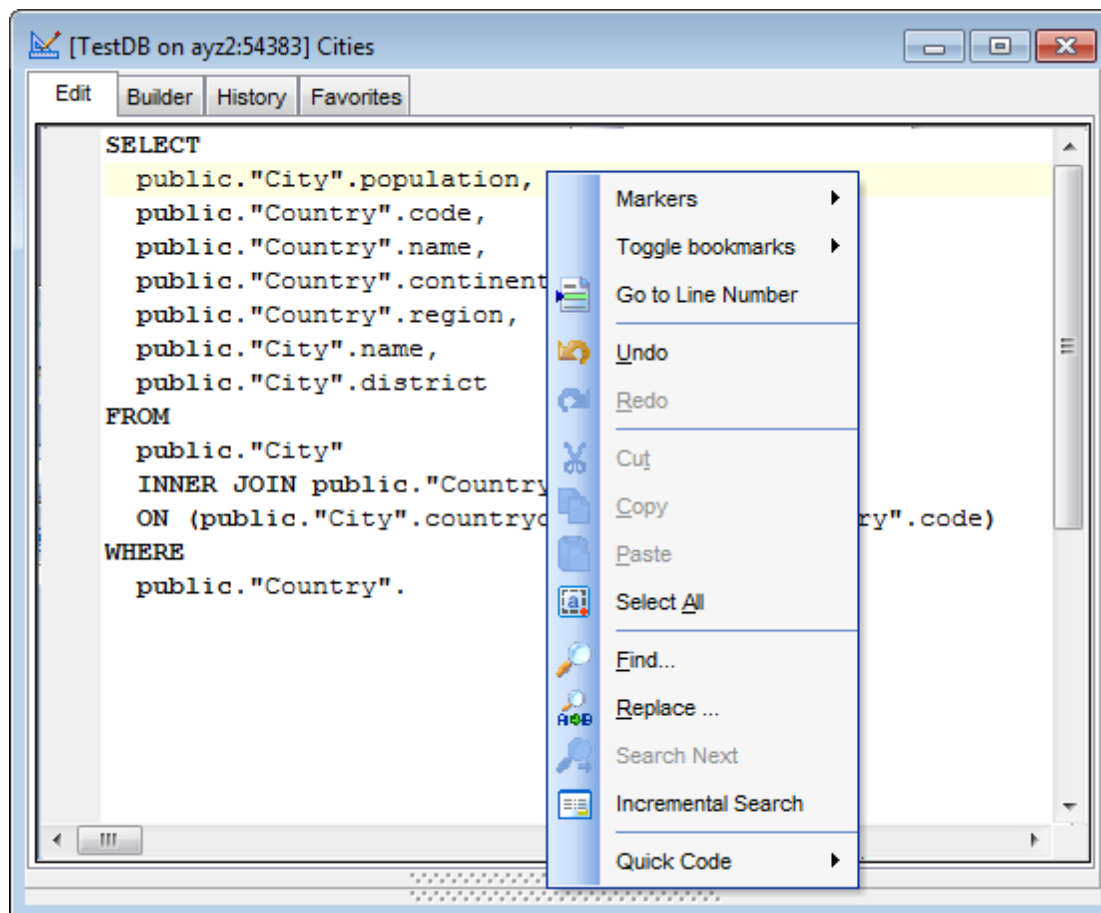 [TestDB on ayz2:54383] Cities
Edit Builder History Favorites
SELECT
public."City".population,
public."Country".code,
public."Country".name,
public."Country".continent
public."Country".region,
public."City".name,
public."City".district
FROM
public."City"
INNER JOIN public."Country
ON (public."City".countryc ry".code)
WHERE
public."Country".
Markers
Toggle bookmarks
Go to Line Number
Undo
Redo
Cut
Copy
Paste
Select All
Find...
Replace ...
Search Next
Incremental Search
Quick Code